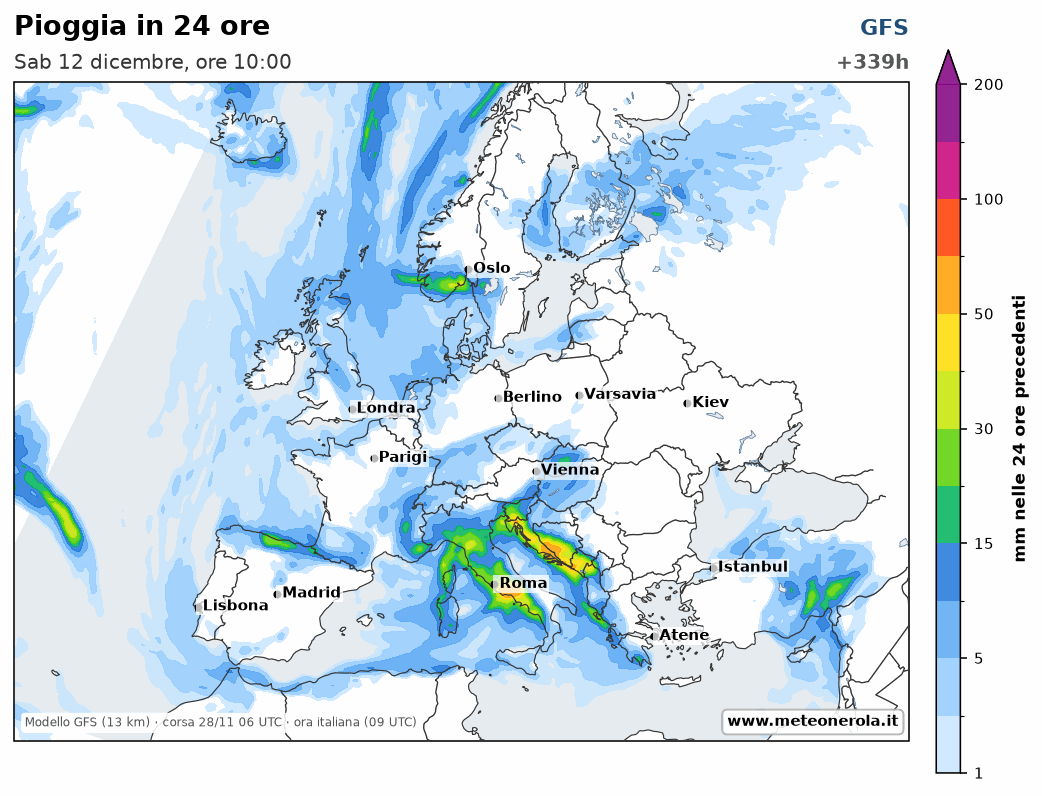 Pioggia in 24 ore
GFS
Sab 12 dicembre, ore 10:00
+339h
200
100
50
30
15
5
1
mm nelle 24 ore precedenti
Oslo
Berlino
Varsavia
Kiev
Londra
Parigi
Vienna
Istanbul
Roma
Madrid
Lisbona
Atene
Modello GFS (13 km) · corsa 28/11 06 UTC · ora italiana (09 UTC)
www.meteonerola.it